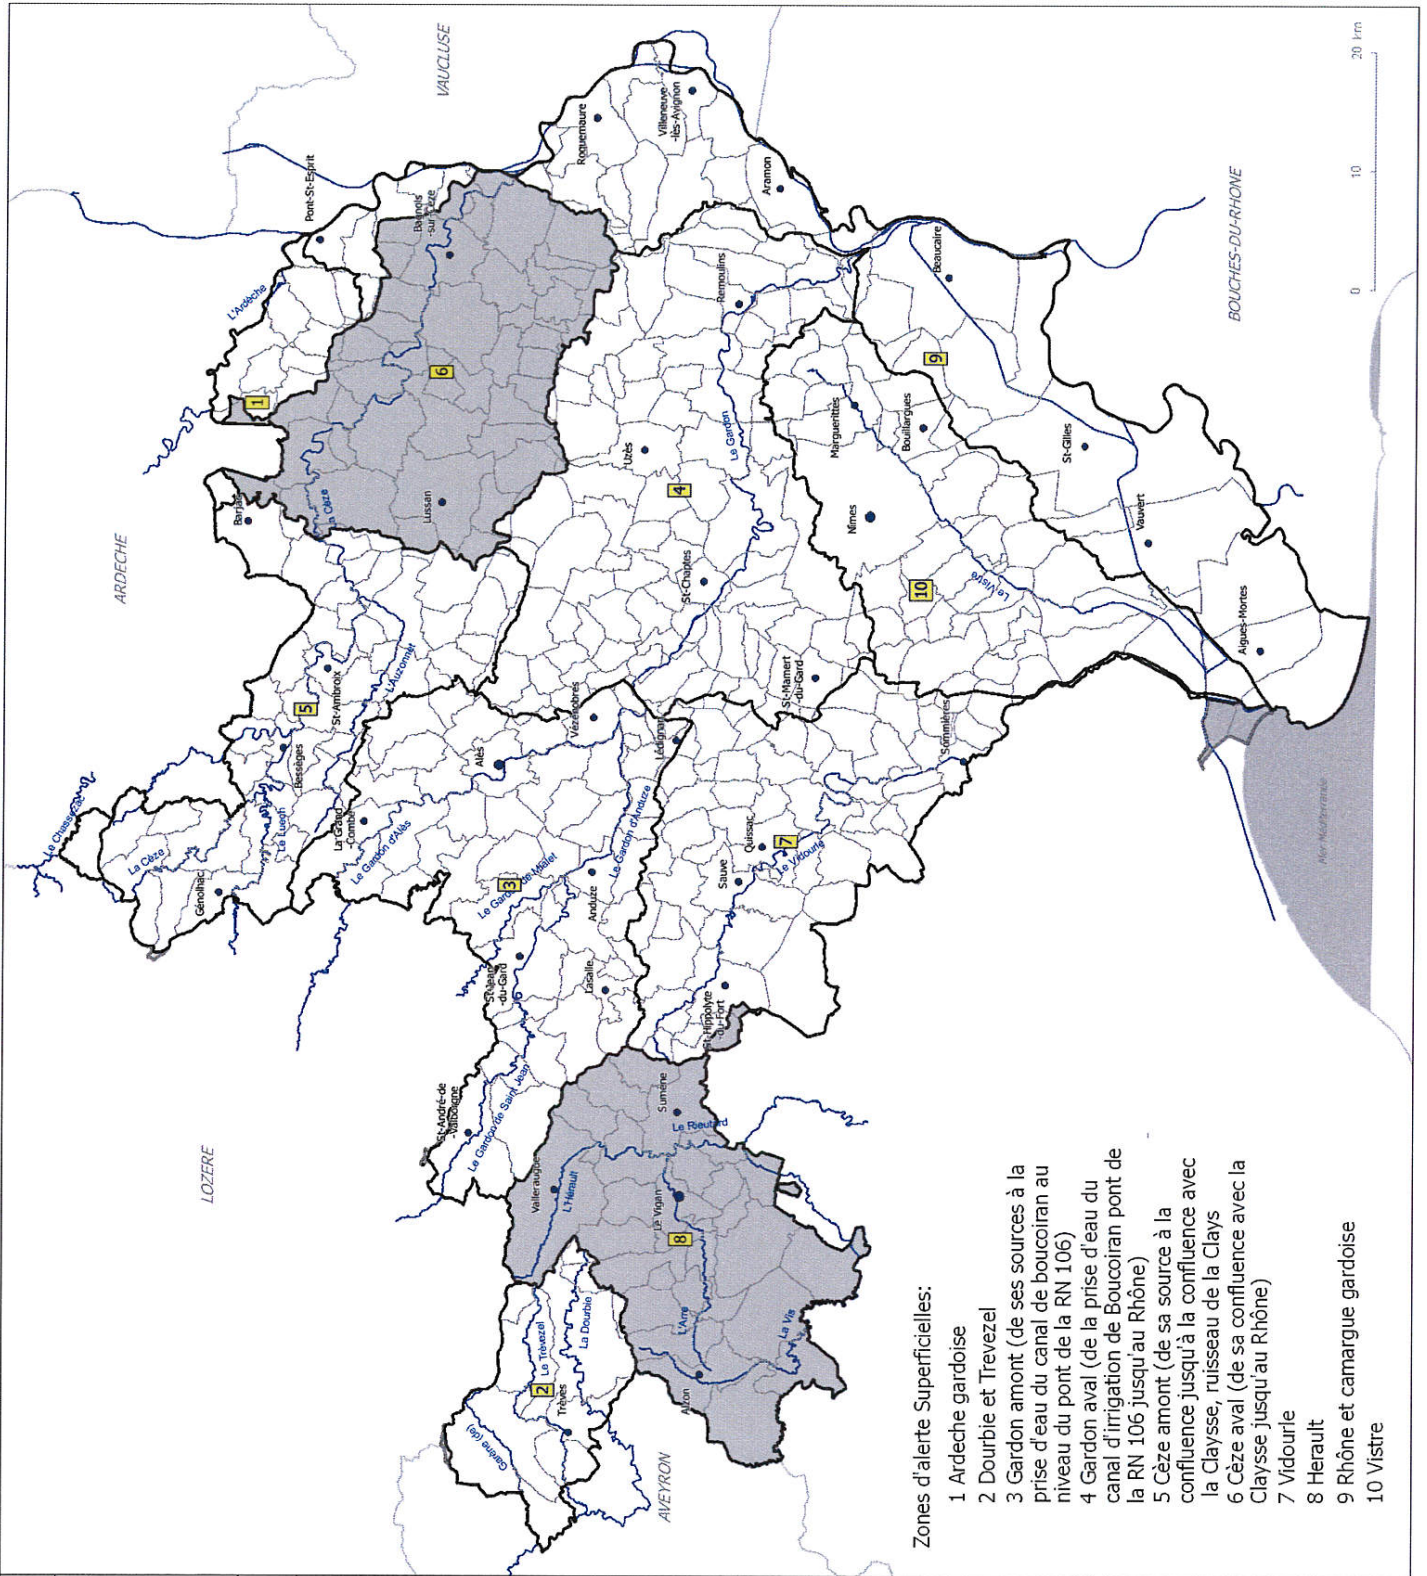 LOZERE
ARDECHE
VAUCLUSE
AVEYRON
BOUCHES-DU-RHONE
Mer Méditerranée
Le Chassezac
La Cèze
Génolhac
Le Luech
Bessèges
5
St-Ambroix
L'Auzonnet
Barjac
La Cèze
1
L'Ardèche
Pont-St-Esprit
Bagnols
-sur-Cèze
6
Lussan
Roquemaure
Villeneuve
-lès-Avignon
Aramon
La Grand
-Combe
Le Gardon d'Alès
Alès
Vézénobres
Lédignan
3
Le Gardon de Mialet
Anduze
Le Gardon d'Anduze
St-Jean
-du-Gard
Lasalle
St-André-de
-Valborgne
Le Gardon de Saint Jean
Uzès
4
Le Gardon
Remoulins
St-Chaptes
St-Mamert
-du-Gard
Valleraugue
L'Hérault
Sumène
Le Rieutord
Le Vigan
8
L'Arre
La Vis
Alzon
2
Le Trévezel
La Dourbie
Trèves
Garène (de)
St-Hippolyte
-du-Fort
Sauve
Quissac
7
Le Vidourle
Sommières
Nîmes
Marguerittes
Bouillargues
10
Le Vistre
9
Beaucaire
St-Gilles
Vauvert
Aigues-Mortes
0 10 20 km
Zones d'alerte Superficielles:
1 Ardeche gardoise
2 Dourbie et Trevezel
3 Gardon amont (de ses sources à la
prise d'eau du canal de boucoiran au
niveau du pont de la RN 106)
4 Gardon aval (de la prise d'eau du
canal d'irrigation de Boucoiran pont de
la RN 106 jusqu'au Rhône)
5 Cèze amont (de sa source à la
confluence jusqu'à la confluence avec
la Claysse, ruisseau de la Clays
6 Cèze aval (de sa confluence avec la
Claysse jusqu'au Rhône)
7 Vidourle
8 Herault
9 Rhône et camargue gardoise
10 Vistre